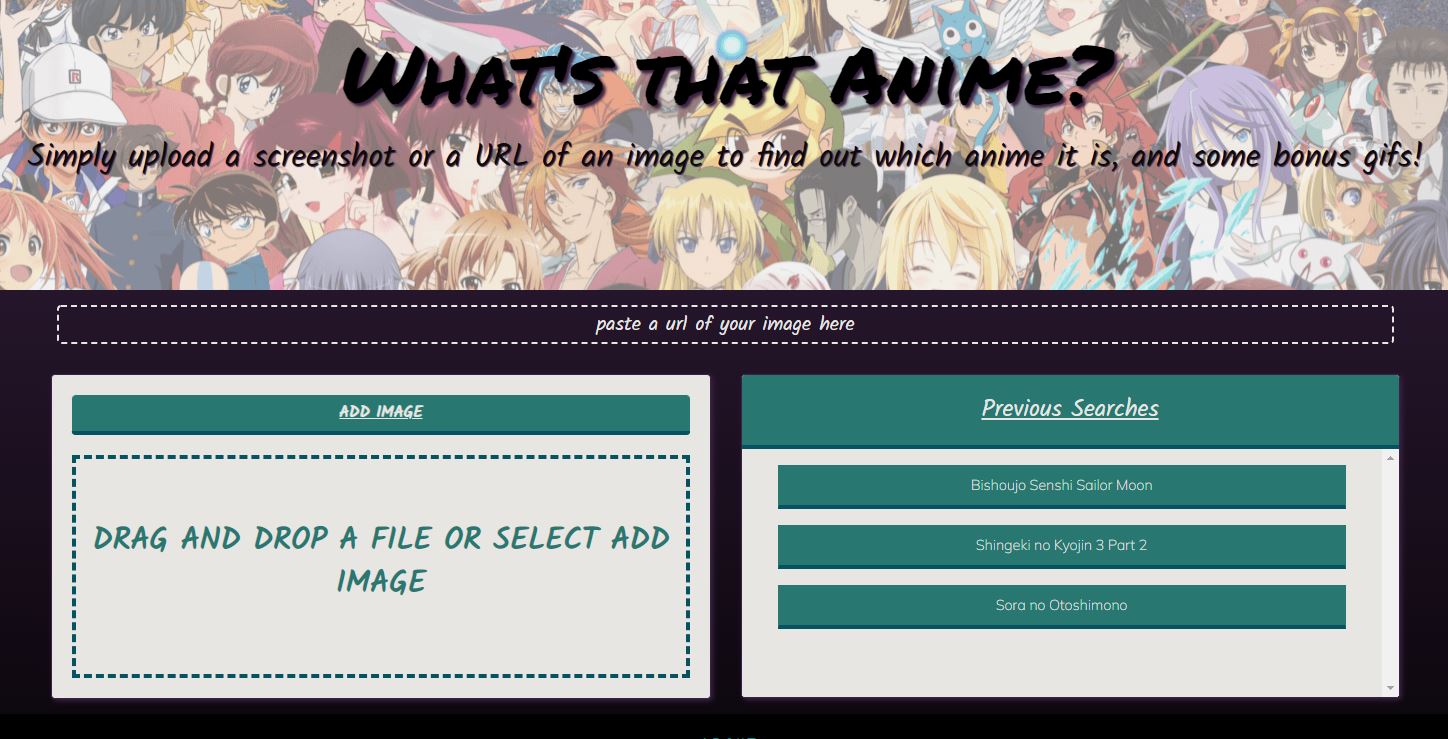 What's that Anime?
Simply upload a screenshot or a URL of an image to find out which anime it is, and some bonus gifs!
paste a url of your image here
ADD IMAGE
DRAG AND DROP A FILE OR SELECT ADD
IMAGE
Previous Searches
Bishoujo Senshi Sailor Moon
Shingeki no Kyojin 3 Part 2
Sora no Otoshimono